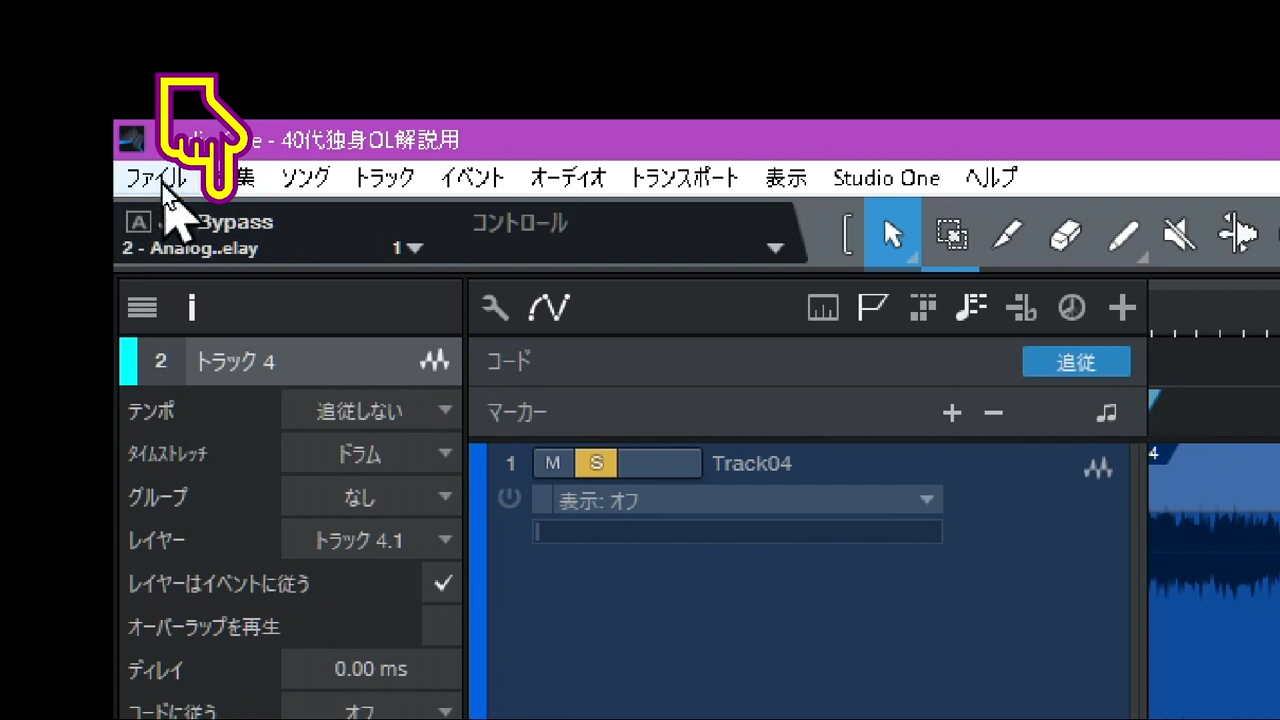 - 40代独身OL解説用
ファイル 集 ソング トラック イベント オーディオ トランスポート 表示 Studio One ヘルプ
A Bypass コントロール
2 - Analog..elay 1
i
2 トラック 4
コード 追従
テンポ 追従しない
マーカー
タイムストレッチ ドラム
1 M S Track04
4
グループ なし
表示: オフ
レイヤー トラック 4.1
レイヤーはイベントに従う
オーバーラップを再生
ディレイ 0.00 ms
コードに従う オフ